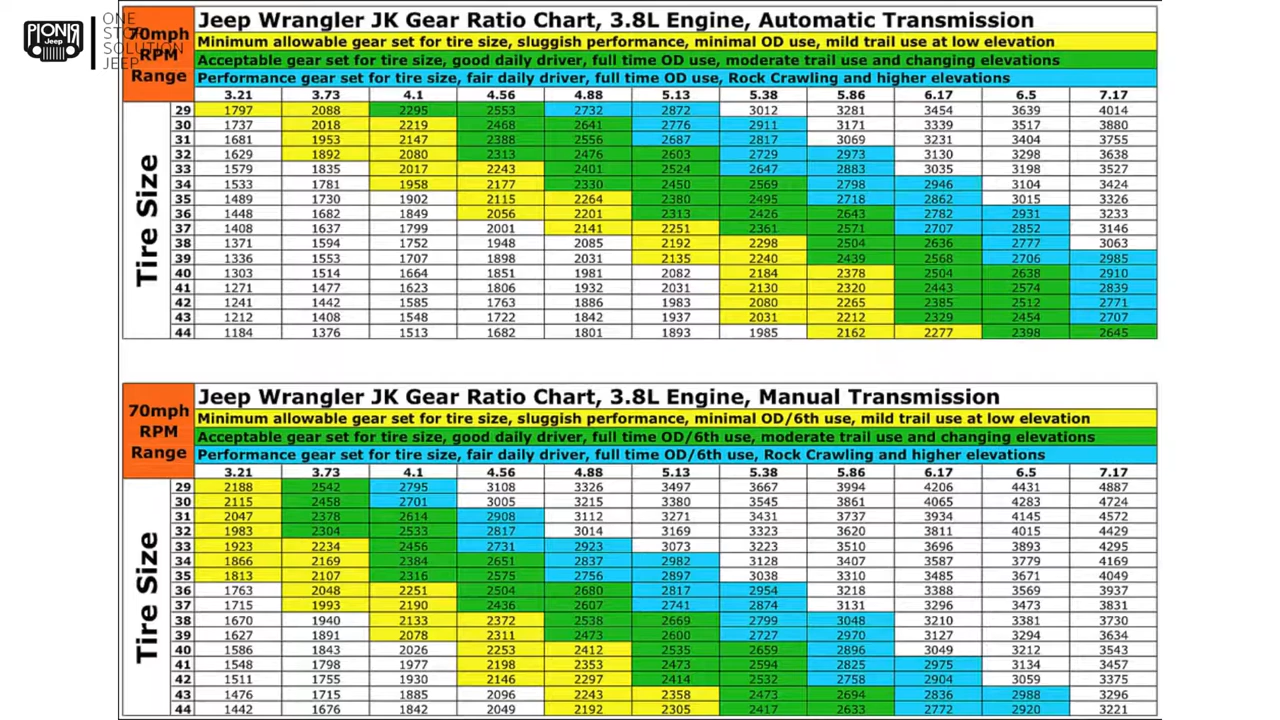 PIONIR
Jeep
ONE
STOP
SOLUTION
JEEP
70mph
RPM
Range
Jeep Wrangler JK Gear Ratio Chart, 3.8L Engine, Automatic Transmission
Minimum allowable gear set for tire size, sluggish performance, minimal OD use, mild trail use at low elevation
Acceptable gear set for tire size, good daily driver, full time OD use, moderate trail use and changing elevations
Performance gear set for tire size, fair daily driver, full time OD use, Rock Crawling and higher elevations
3.21 3.73 4.1 4.56 4.88 5.13 5.38 5.86 6.17 6.5 7.17
Tire Size
29 1797 2088 2295 2553 2732 2872 3012 3281 3454 3639 4014
30 1737 2018 2219 2468 2641 2776 2911 3171 3339 3517 3880
31 1681 1953 2147 2388 2556 2687 2817 3069 3231 3404 3755
32 1629 1892 2080 2313 2476 2603 2729 2973 3130 3298 3638
33 1579 1835 2017 2243 2401 2524 2647 2883 3035 3198 3527
34 1533 1781 1958 2177 2330 2450 2569 2798 2946 3104 3424
35 1489 1730 1902 2115 2264 2380 2495 2718 2862 3015 3326
36 1448 1682 1849 2056 2201 2313 2426 2643 2782 2931 3233
37 1408 1637 1799 2001 2141 2251 2361 2571 2707 2852 3146
38 1371 1594 1752 1948 2085 2192 2298 2504 2636 2777 3063
39 1336 1553 1707 1898 2031 2135 2240 2439 2568 2706 2985
40 1303 1514 1664 1851 1981 2082 2184 2378 2504 2638 2910
41 1271 1477 1623 1806 1932 2031 2130 2320 2443 2574 2839
42 1241 1442 1585 1763 1886 1983 2080 2265 2385 2512 2771
43 1212 1408 1548 1722 1842 1937 2031 2212 2329 2454 2707
44 1184 1376 1513 1682 1801 1893 1985 2162 2277 2398 2645
70mph
RPM
Range
Jeep Wrangler JK Gear Ratio Chart, 3.8L Engine, Manual Transmission
Minimum allowable gear set for tire size, sluggish performance, minimal OD/6th use, mild trail use at low elevation
Acceptable gear set for tire size, good daily driver, full time OD/6th use, moderate trail use and changing elevations
Performance gear set for tire size, fair daily driver, full time OD/6th use, Rock Crawling and higher elevations
3.21 3.73 4.1 4.56 4.88 5.13 5.38 5.86 6.17 6.5 7.17
Tire Size
29 2188 2542 2795 3108 3326 3497 3667 3994 4206 4431 4887
30 2115 2458 2701 3005 3215 3380 3545 3861 4065 4283 4724
31 2047 2378 2614 2908 3112 3271 3431 3737 3934 4145 4572
32 1983 2304 2533 2817 3014 3169 3323 3620 3811 4015 4429
33 1923 2234 2456 2731 2923 3073 3223 3510 3696 3893 4295
34 1866 2169 2384 2651 2837 2982 3128 3407 3587 3779 4169
35 1813 2107 2316 2575 2756 2897 3038 3310 3485 3671 4049
36 1763 2048 2251 2504 2680 2817 2954 3218 3388 3569 3937
37 1715 1993 2190 2436 2607 2741 2874 3131 3296 3473 3831
38 1670 1940 2133 2372 2538 2669 2799 3048 3210 3381 3730
39 1627 1891 2078 2311 2473 2600 2727 2970 3127 3294 3634
40 1586 1843 2026 2253 2412 2535 2659 2896 3049 3212 3543
41 1548 1798 1977 2198 2353 2473 2594 2825 2975 3134 3457
42 1511 1755 1930 2146 2297 2414 2532 2758 2904 3059 3375
43 1476 1715 1885 2096 2243 2358 2473 2694 2836 2988 3296
44 1442 1676 1842 2049 2192 2305 2417 2633 2772 2920 3221